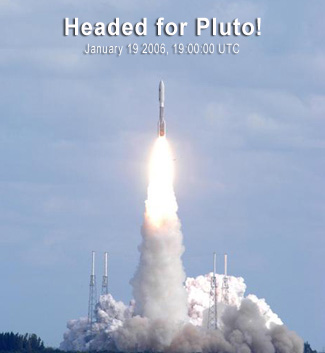 Headed for Pluto!
January 19 2006, 19:00:00 UTC